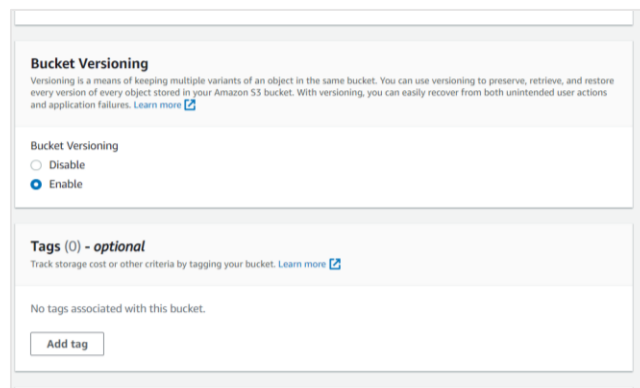 Bucket Versioning
Versioning is a means of keeping multiple variants of an object in the same bucket. You can use versioning to preserve, retrieve, and restore
every version of every object stored in your Amazon S3 bucket. With versioning, you can easily recover from both unintended user actions
and application failures. Learn more
Bucket Versioning
Disable
Enable
Tags (0) - optional
Track storage cost or other criteria by tagging your bucket. Learn more
No tags associated with this bucket.
Add tag